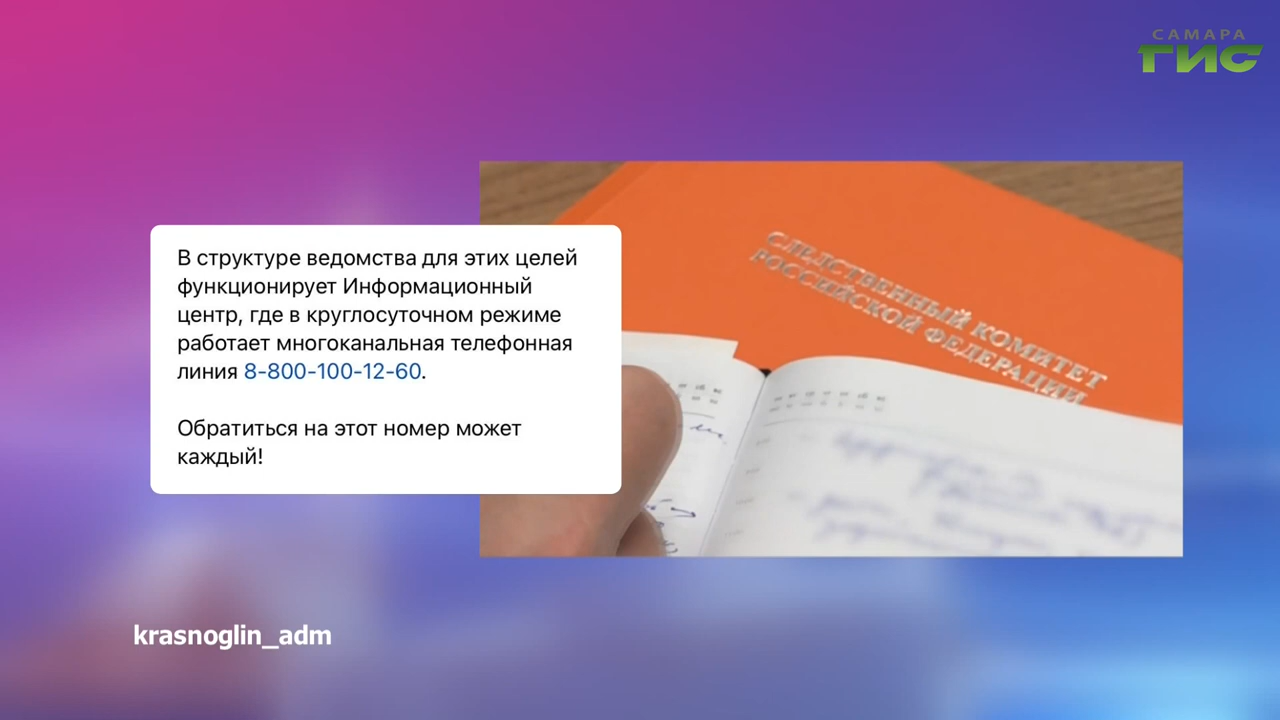 САМАРА
ГИС
В структуре ведомства для этих целей
функционирует Информационный
центр, где в круглосуточном режиме
работает многоканальная телефонная
линия 8-800-100-12-60.
Обратиться на этот номер может
каждый!
СЛЕДСТВЕННЫЙ КОМИТЕТ
РОССИЙСКОЙ ФЕДЕРАЦИИ
krasnoglin_adm